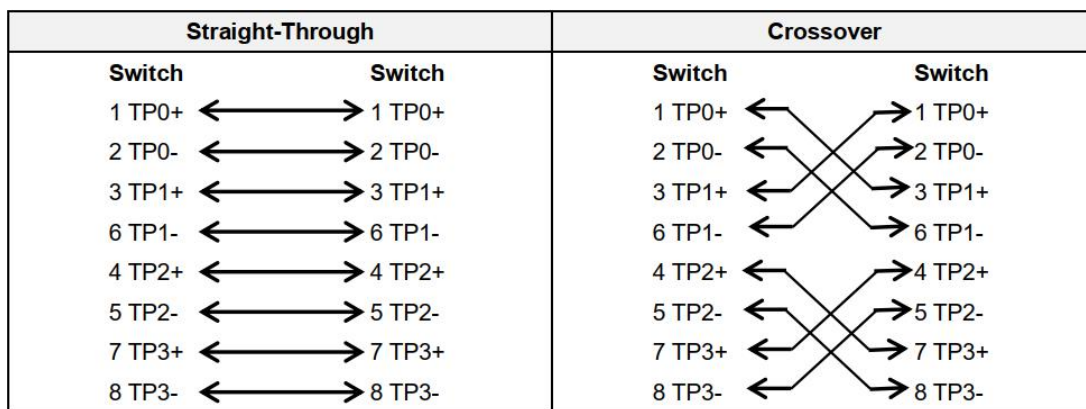 Straight-Through Crossover
Switch Switch Switch Switch
1 TP0+ 1 TP0+ 1 TP0+ 1 TP0+
2 TP0- 2 TP0- 2 TP0- 2 TP0-
3 TP1+ 3 TP1+ 3 TP1+ 3 TP1+
6 TP1- 6 TP1- 6 TP1- 6 TP1-
4 TP2+ 4 TP2+ 4 TP2+ 4 TP2+
5 TP2- 5 TP2- 5 TP2- 5 TP2-
7 TP3+ 7 TP3+ 7 TP3+ 7 TP3+
8 TP3- 8 TP3- 8 TP3- 8 TP3-